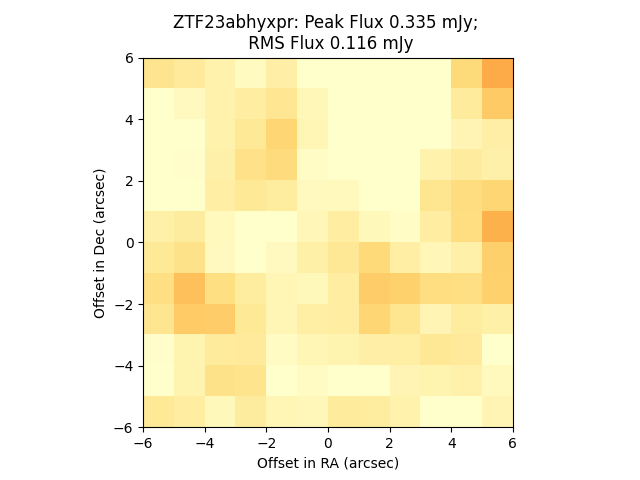 ZTF23abhyxpr: Peak Flux 0.335 mJy;
RMS Flux 0.116 mJy
6
4
2
0
−2
−4
−6
Offset in Dec (arcsec)
−6 −4 −2 0 2 4 6
Offset in RA (arcsec)